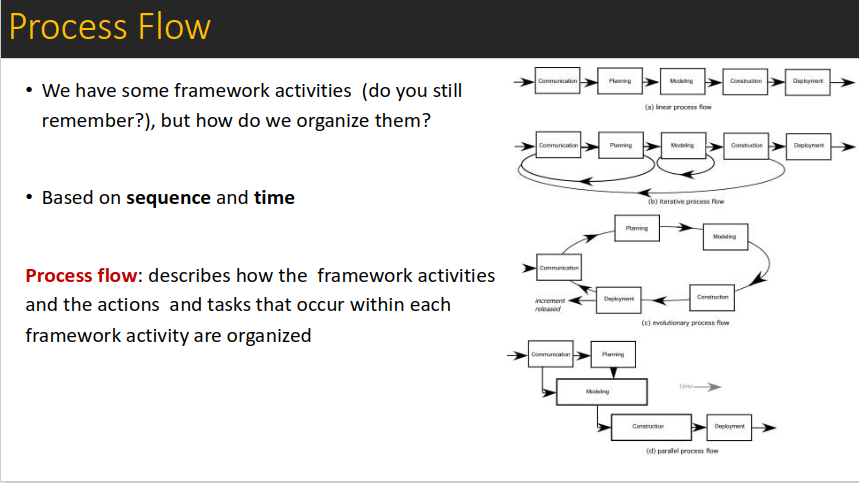 Process Flow
• We have some framework activities (do you still
remember?), but how do we organize them?
• Based on sequence and time
Process flow: describes how the framework activities
and the actions and tasks that occur within each
framework activity are organized
Communication Planning Modeling Construction Deployment
(a) linear process flow
Communication Planning Modeling Construction Deployment
(b) iterative process flow
Planning
Modeling
Communication
Construction
Deployment
increment
released
(c) evolutionary process flow
Communication Planning
time
Modeling
Construction Deployment
(d) parallel process flow